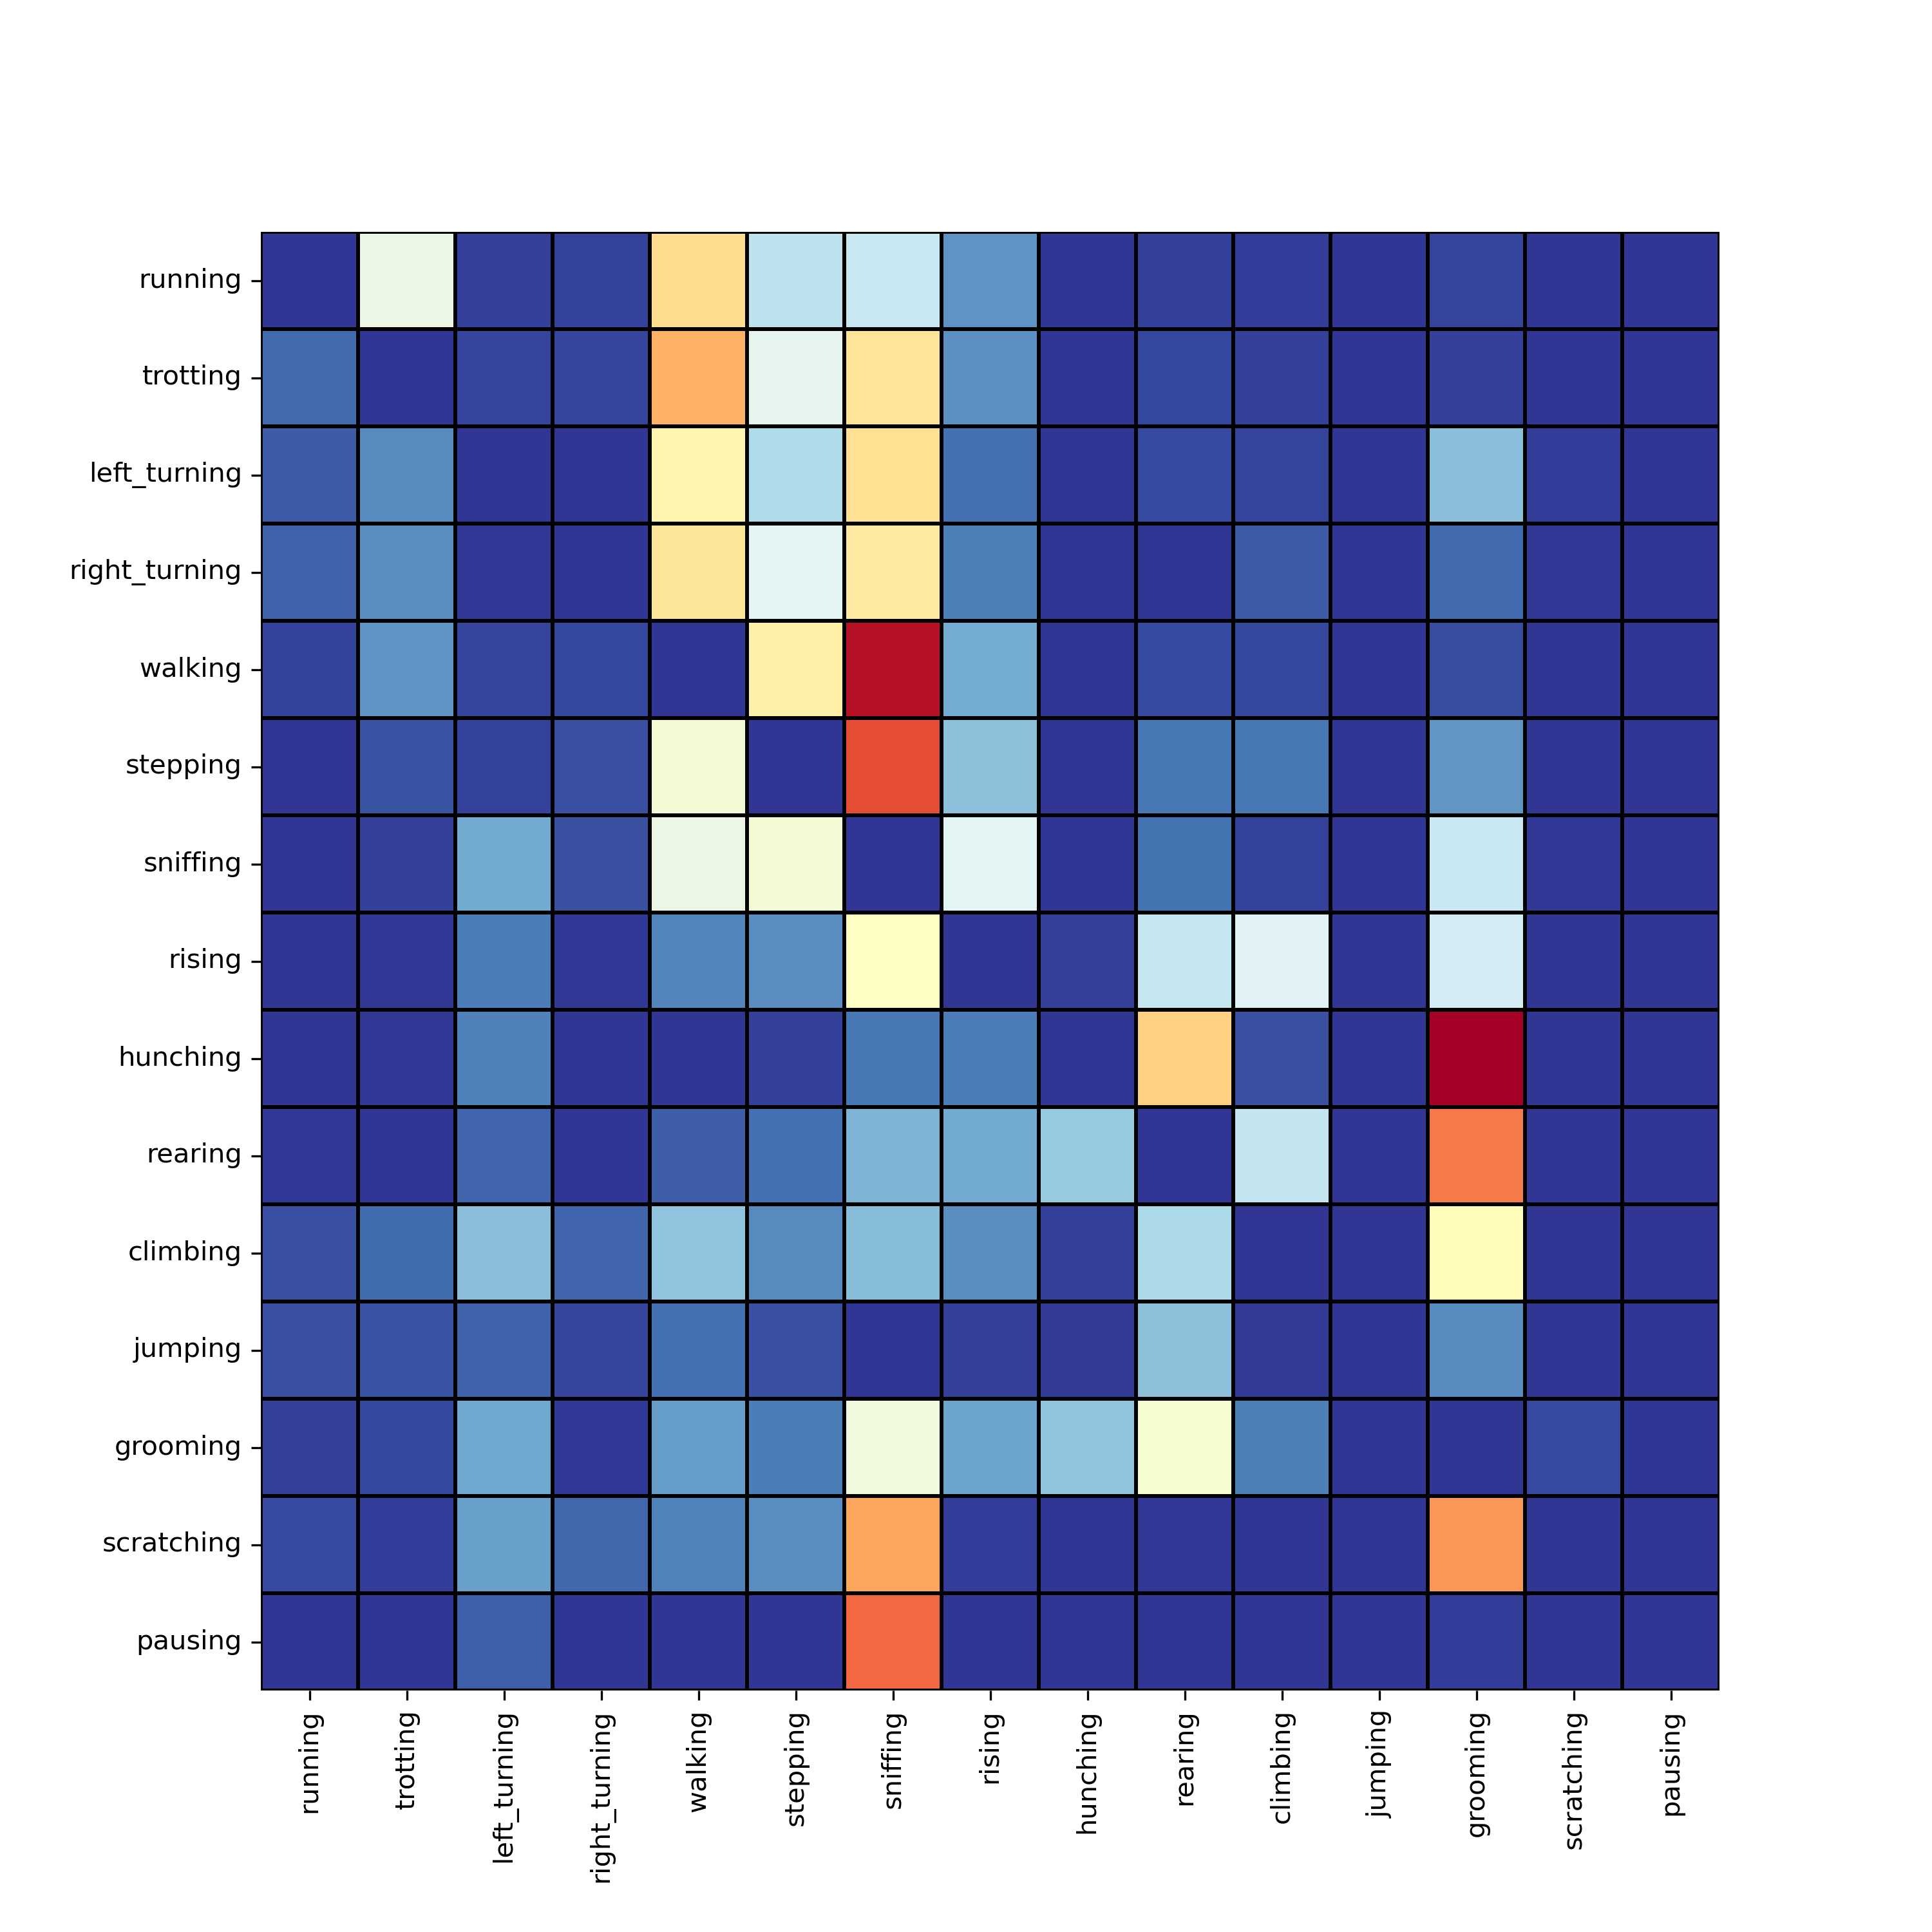 running
trotting
left_turning
right_turning
walking
stepping
sniffing
rising
hunching
rearing
climbing
jumping
grooming
scratching
pausing
running
trotting
left_turning
right_turning
walking
stepping
sniffing
rising
hunching
rearing
climbing
jumping
grooming
scratching
pausing